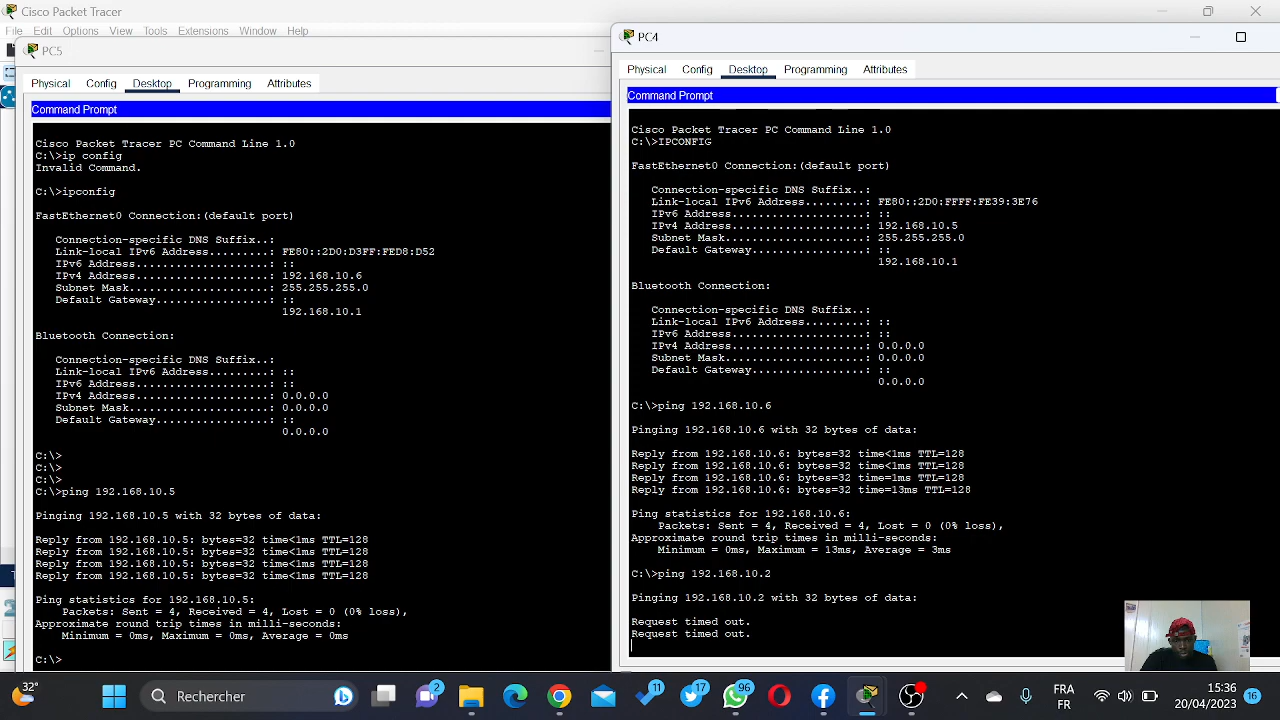 Cisco Packet Tracer
File Edit Options View Tools Extensions Window Help
PC5
Physical Config Desktop Programming Attributes
Command Prompt
Cisco Packet Tracer PC Command Line 1.0
C:\>ip config
Invalid Command.
C:\>ipconfig
FastEthernet0 Connection:(default port)
Connection-specific DNS Suffix..:
Link-local IPv6 Address.........: FE80::2D0:D3FF:FED8:D52
IPv6 Address....................: ::
IPv4 Address....................: 192.168.10.6
Subnet Mask.....................: 255.255.255.0
Default Gateway.................: ::
192.168.10.1
Bluetooth Connection:
Connection-specific DNS Suffix..:
Link-local IPv6 Address.........: ::
IPv6 Address....................: ::
IPv4 Address....................: 0.0.0.0
Subnet Mask.....................: 0.0.0.0
Default Gateway.................: ::
0.0.0.0
C:\>
C:\>
C:\>
C:\>ping 192.168.10.5
Pinging 192.168.10.5 with 32 bytes of data:
Reply from 192.168.10.5: bytes=32 time<1ms TTL=128
Reply from 192.168.10.5: bytes=32 time<1ms TTL=128
Reply from 192.168.10.5: bytes=32 time<1ms TTL=128
Reply from 192.168.10.5: bytes=32 time<1ms TTL=128
Ping statistics for 192.168.10.5:
Packets: Sent = 4, Received = 4, Lost = 0 (0% loss),
Approximate round trip times in milli-seconds:
Minimum = 0ms, Maximum = 0ms, Average = 0ms
C:\>
PC4
Physical Config Desktop Programming Attributes
Command Prompt
Cisco Packet Tracer PC Command Line 1.0
C:\>IPCONFIG
FastEthernet0 Connection:(default port)
Connection-specific DNS Suffix..:
Link-local IPv6 Address.........: FE80::2D0:FFFF:FE39:3E76
IPv6 Address....................: ::
IPv4 Address....................: 192.168.10.5
Subnet Mask.....................: 255.255.255.0
Default Gateway.................: ::
192.168.10.1
Bluetooth Connection:
Connection-specific DNS Suffix..:
Link-local IPv6 Address.........: ::
IPv6 Address....................: ::
IPv4 Address....................: 0.0.0.0
Subnet Mask.....................: 0.0.0.0
Default Gateway.................: ::
0.0.0.0
C:\>ping 192.168.10.6
Pinging 192.168.10.6 with 32 bytes of data:
Reply from 192.168.10.6: bytes=32 time<1ms TTL=128
Reply from 192.168.10.6: bytes=32 time<1ms TTL=128
Reply from 192.168.10.6: bytes=32 time<1ms TTL=128
Reply from 192.168.10.6: bytes=32 time=13ms TTL=128
Ping statistics for 192.168.10.6:
Packets: Sent = 4, Received = 4, Lost = 0 (0% loss),
Approximate round trip times in milli-seconds:
Minimum = 0ms, Maximum = 13ms, Average = 3ms
C:\>ping 192.168.10.2
Pinging 192.168.10.2 with 32 bytes of data:
Request timed out.
Request timed out.
32° Rechercher 2 11 17 96 FR 15:36
FR 20/04/2023 16